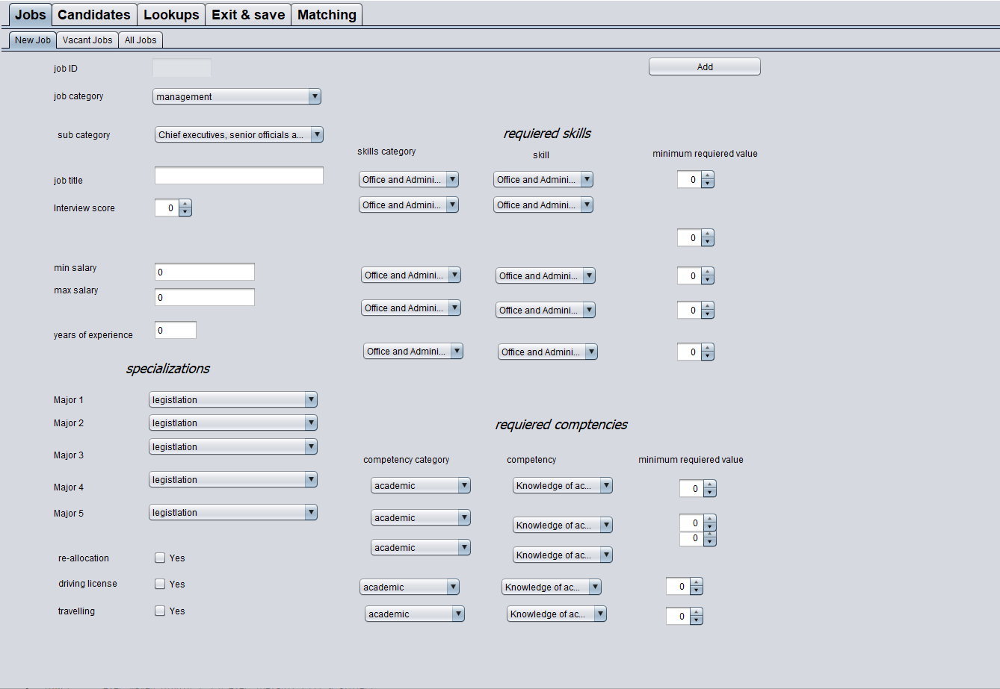 Jobs Candidates Lookups Exit & save Matching
New Job Vacant Jobs All Jobs
job ID
Add
job category management
sub category Chief executives, senior officials a...
job title
Interview score 0
min salary 0
max salary 0
years of experience 0
requiered skills
skills category skill minimum requiered value
Office and Admini... Office and Admini... 0
Office and Admini... Office and Admini...
0
Office and Admini... Office and Admini... 0
Office and Admini... Office and Admini... 0
Office and Admini... Office and Admini... 0
specializations
Major 1 legistlation
Major 2 legistlation
Major 3 legistlation
Major 4 legistlation
Major 5 legistlation
re-allocation Yes
driving license Yes
travelling Yes
requiered comptencies
competency category competency minimum requiered value
academic Knowledge of ac... 0
academic Knowledge of ac... 0
academic Knowledge of ac... 0
academic Knowledge of ac... 0
academic Knowledge of ac... 0